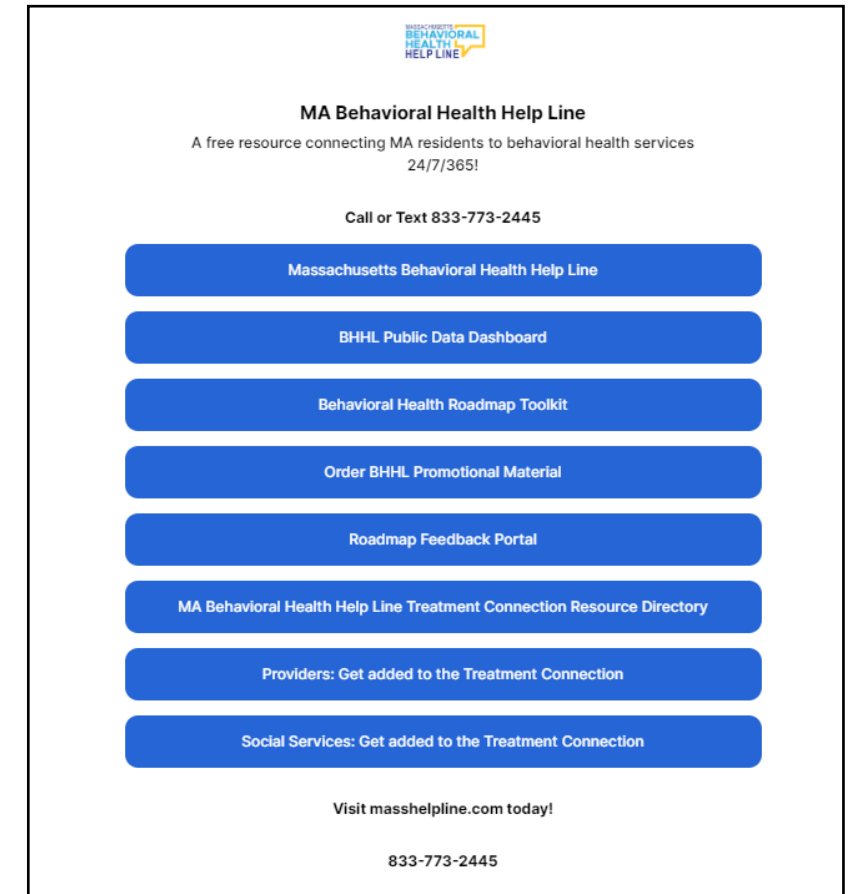 MASSACHUSETTS
BEHAVIORAL
HEALTH
HELP LINE
MA Behavioral Health Help Line
A free resource connecting MA residents to behavioral health services
24/7/365!
Call or Text 833-773-2445
Massachusetts Behavioral Health Help Line
BHHL Public Data Dashboard
Behavioral Health Roadmap Toolkit
Order BHHL Promotional Material
Roadmap Feedback Portal
MA Behavioral Health Help Line Treatment Connection Resource Directory
Providers: Get added to the Treatment Connection
Social Services: Get added to the Treatment Connection
Visit masshelpline.com today!
833-773-2445